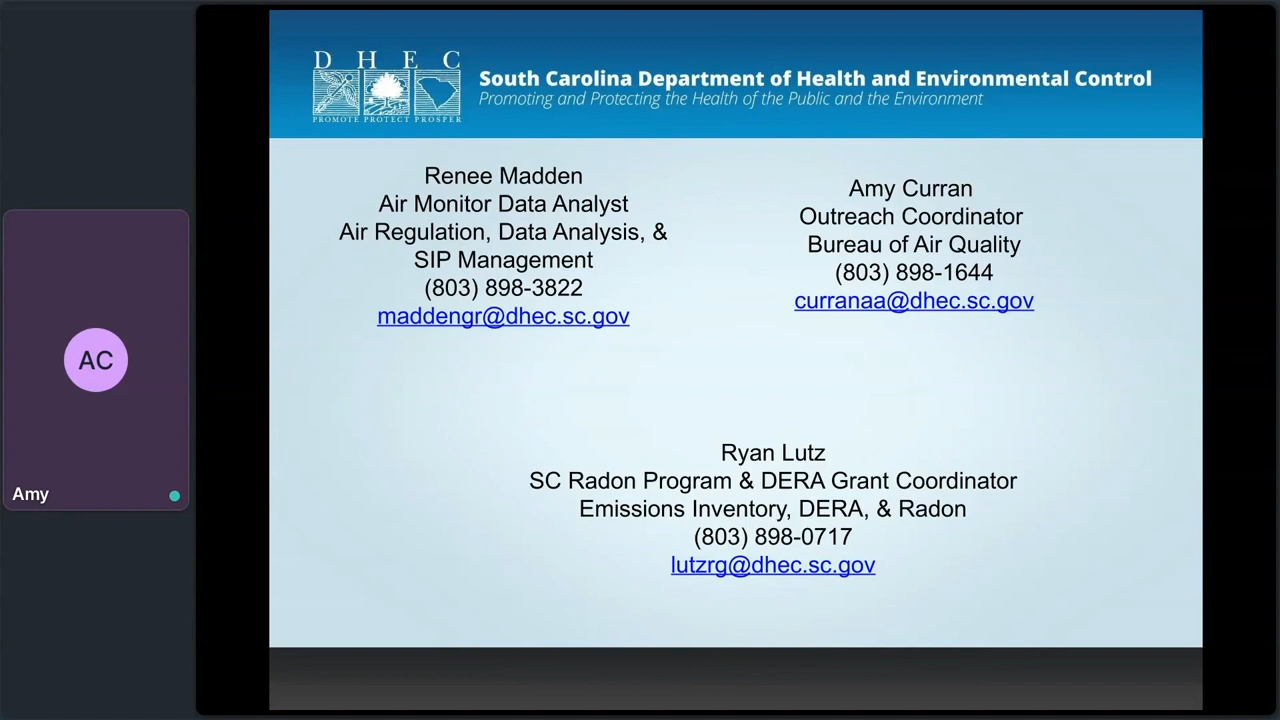 D H E C
PROMOTE PROTECT PROSPER
South Carolina Department of Health and Environmental Control
Promoting and Protecting the Health of the Public and the Environment
Renee Madden
Air Monitor Data Analyst
Air Regulation, Data Analysis, &
SIP Management
(803) 898-3822
maddengr@dhec.sc.gov
Amy Curran
Outreach Coordinator
Bureau of Air Quality
(803) 898-1644
curranaa@dhec.sc.gov
AC
Amy
Ryan Lutz
SC Radon Program & DERA Grant Coordinator
Emissions Inventory, DERA, & Radon
(803) 898-0717
lutzrg@dhec.sc.gov